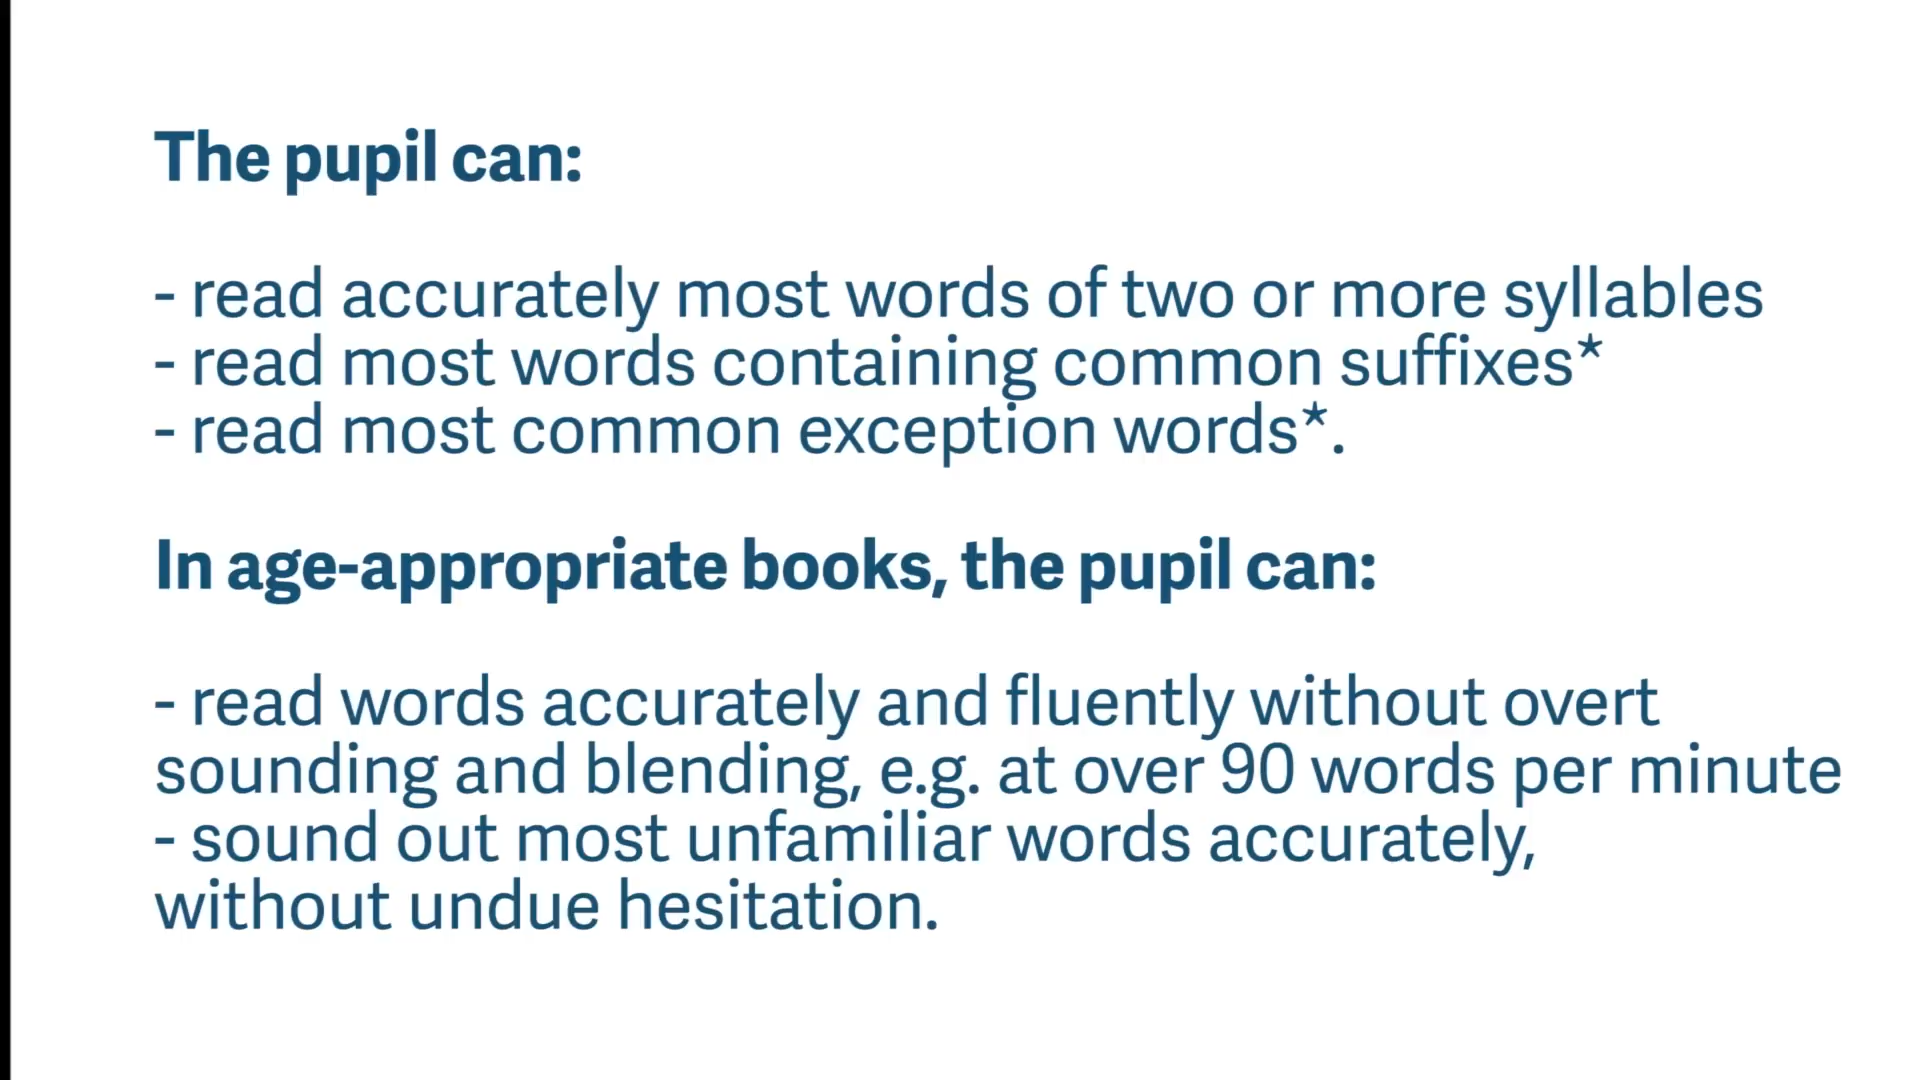 The pupil can:
- read accurately most words of two or more syllables
- read most words containing common suffixes*
- read most common exception words*.
In age-appropriate books, the pupil can:
- read words accurately and fluently without overt
sounding and blending, e.g. at over 90 words per minute
- sound out most unfamiliar words accurately,
without undue hesitation.